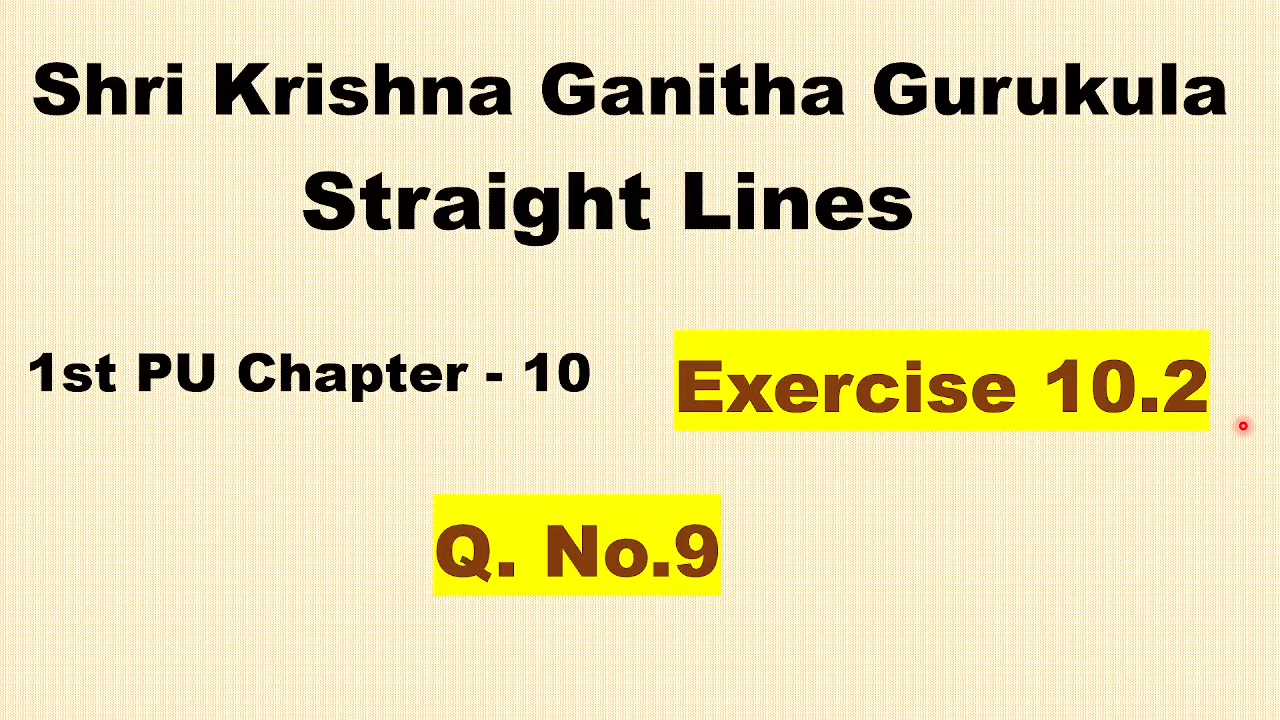 Shri Krishna Ganitha Gurukula
Straight Lines
1st PU Chapter - 10
Exercise 10.2
Q. No.9